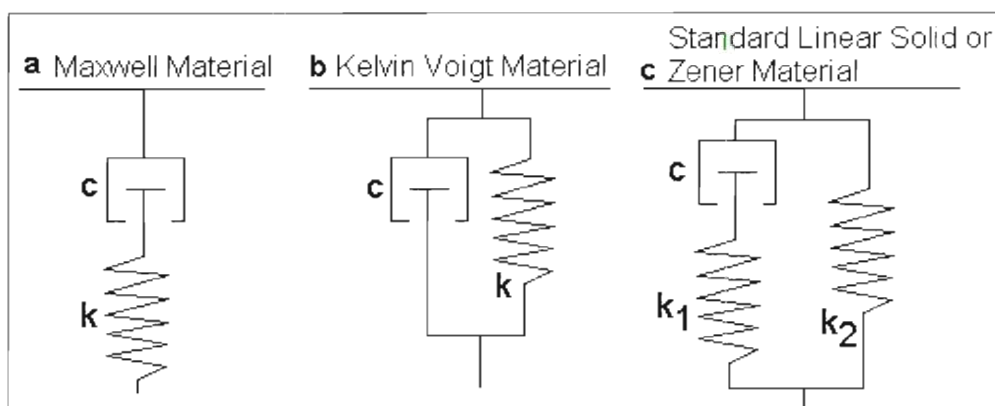 a Maxwell Material
b Kelvin Voigt Material
Standard Linear Solid or
c Zener Material
c
k
c
k
c
k1
k2